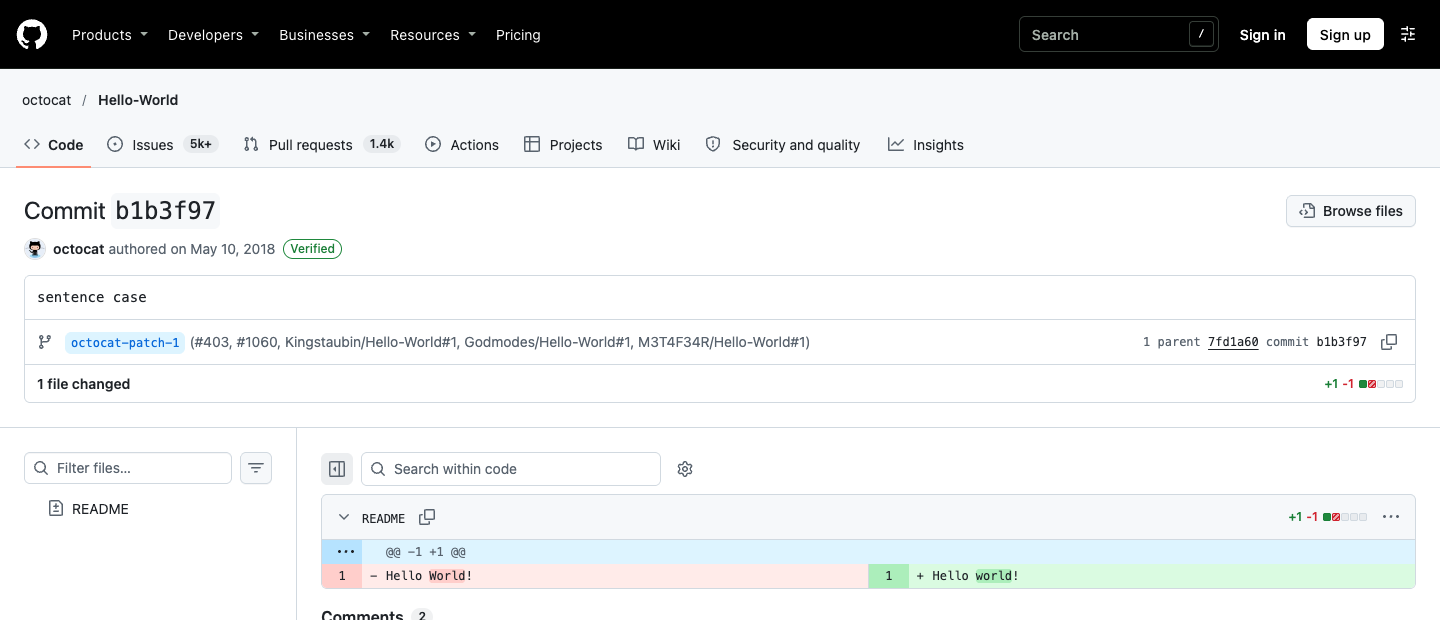 Products Developers Businesses Resources Pricing Search / Sign in Sign up
octocat / Hello-World
Code Issues 5k+ Pull requests 1.4k Actions Projects Wiki Security and quality Insights
Commit b1b3f97 Browse files
octocat authored on May 10, 2018 Verified
sentence case
octocat-patch-1 (#403, #1060, Kingstaubin/Hello-World#1, Godmodes/Hello-World#1, M3T4F34R/Hello-World#1) 1 parent 7fd1a60 commit b1b3f97
1 file changed +1 -1
Filter files... Search within code
README
README +1 -1
@@ -1 +1 @@
1 - Hello World! 1 + Hello world!
Comments 2